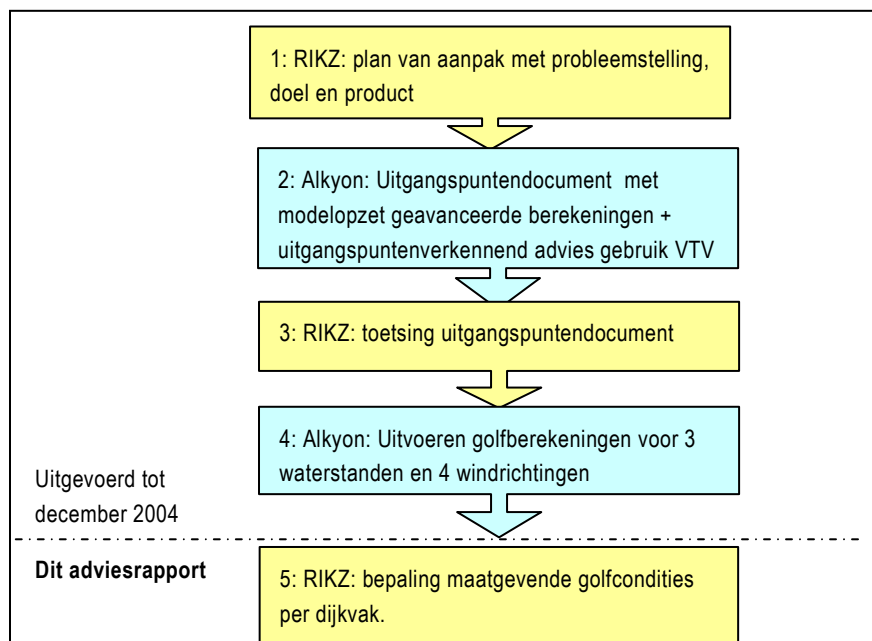 1: RIKZ: plan van aanpak met probleemstelling,
doel en product
2: Alkyon: Uitgangspuntendocument met
modelopzet geavanceerde berekeningen +
uitgangspuntenverkennend advies gebruik VTV
3: RIKZ: toetsing uitgangspuntendocument
4: Alkyon: Uitvoeren golfberekeningen voor 3
waterstanden en 4 windrichtingen
Uitgevoerd tot
december 2004
Dit adviesrapport
5: RIKZ: bepaling maatgevende golfcondities
per dijkvak.